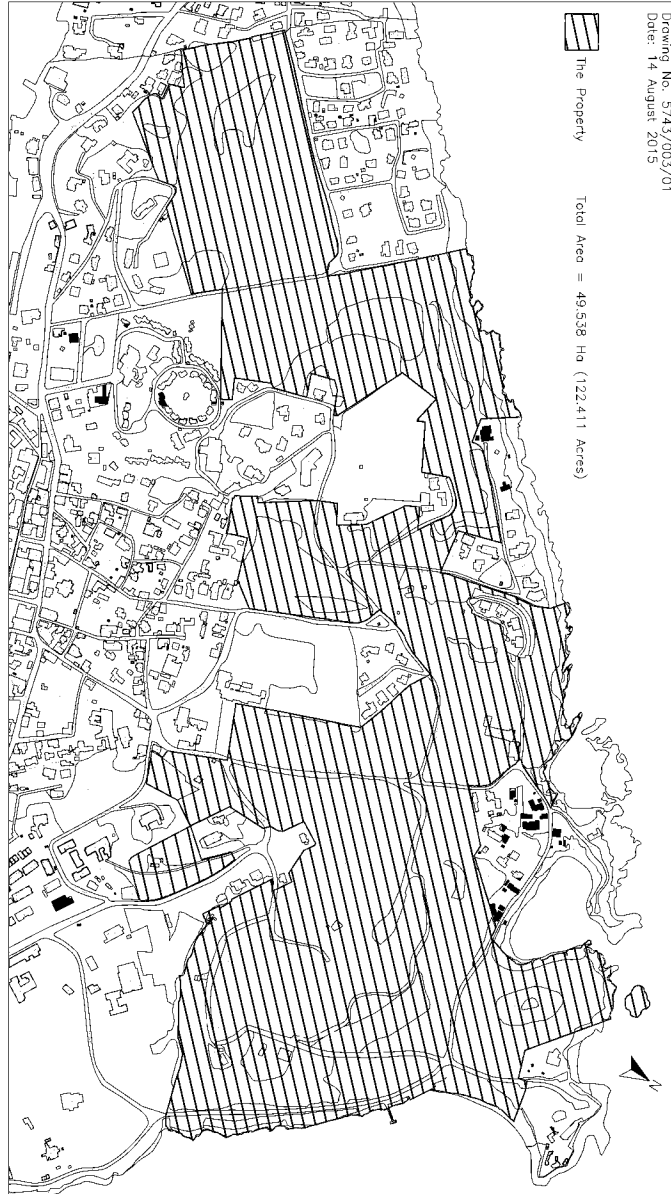 Drawing No. 5743/003/01
Date: 14 August 2015
The Property Total Area = 49.538 Ha (122.411 Acres)
N